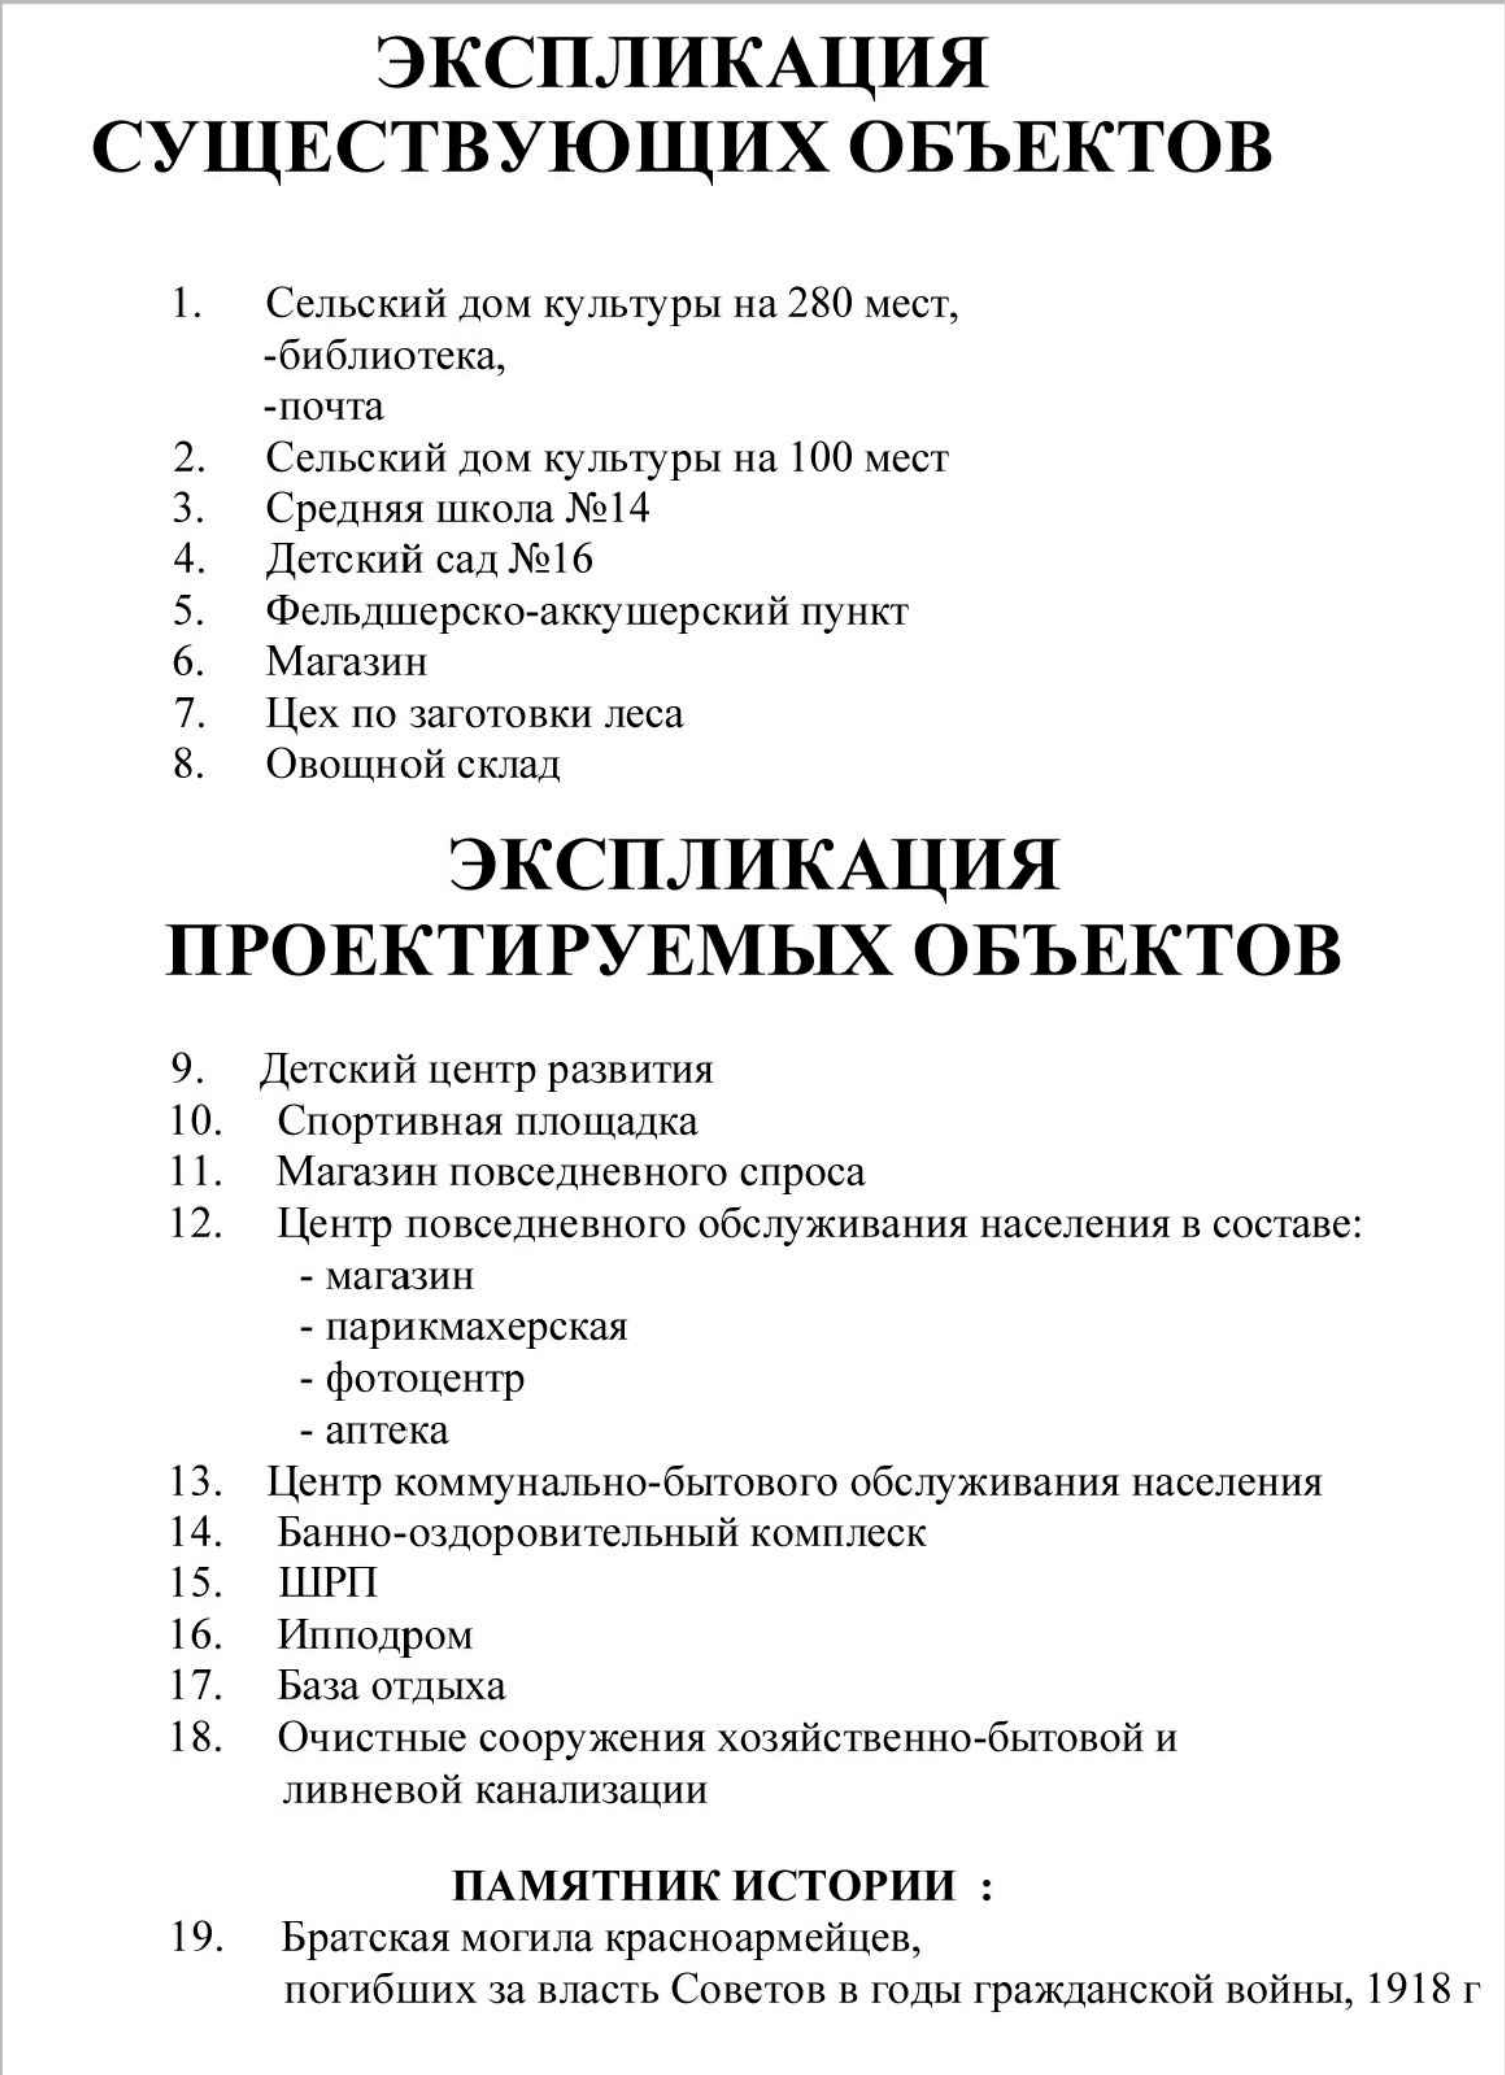 ЭКСПЛИКАЦИЯ
СУЩЕСТВУЮЩИХ ОБЪЕКТОВ
1. Сельский дом культуры на 280 мест,
-библиотека,
-почта
2. Сельский дом культуры на 100 мест
3. Средняя школа №14
4. Детский сад №16
5. Фельдшерско-аккушерский пункт
6. Магазин
7. Цех по заготовки леса
8. Овощной склад
ЭКСПЛИКАЦИЯ
ПРОЕКТИРУЕМЫХ ОБЪЕКТОВ
9. Детский центр развития
10. Спортивная площадка
11. Магазин повседневного спроса
12. Центр повседневного обслуживания населения в составе:
- магазин
- парикмахерская
- фотоцентр
- аптека
13. Центр коммунально-бытового обслуживания населения
14. Банно-оздоровительный комплеск
15. ШРП
16. Ипподром
17. База отдыха
18. Очистные сооружения хозяйственно-бытовой и
ливневой канализации
ПАМЯТНИК ИСТОРИИ :
19. Братская могила красноармейцев,
погибших за власть Советов в годы гражданской войны, 1918 г